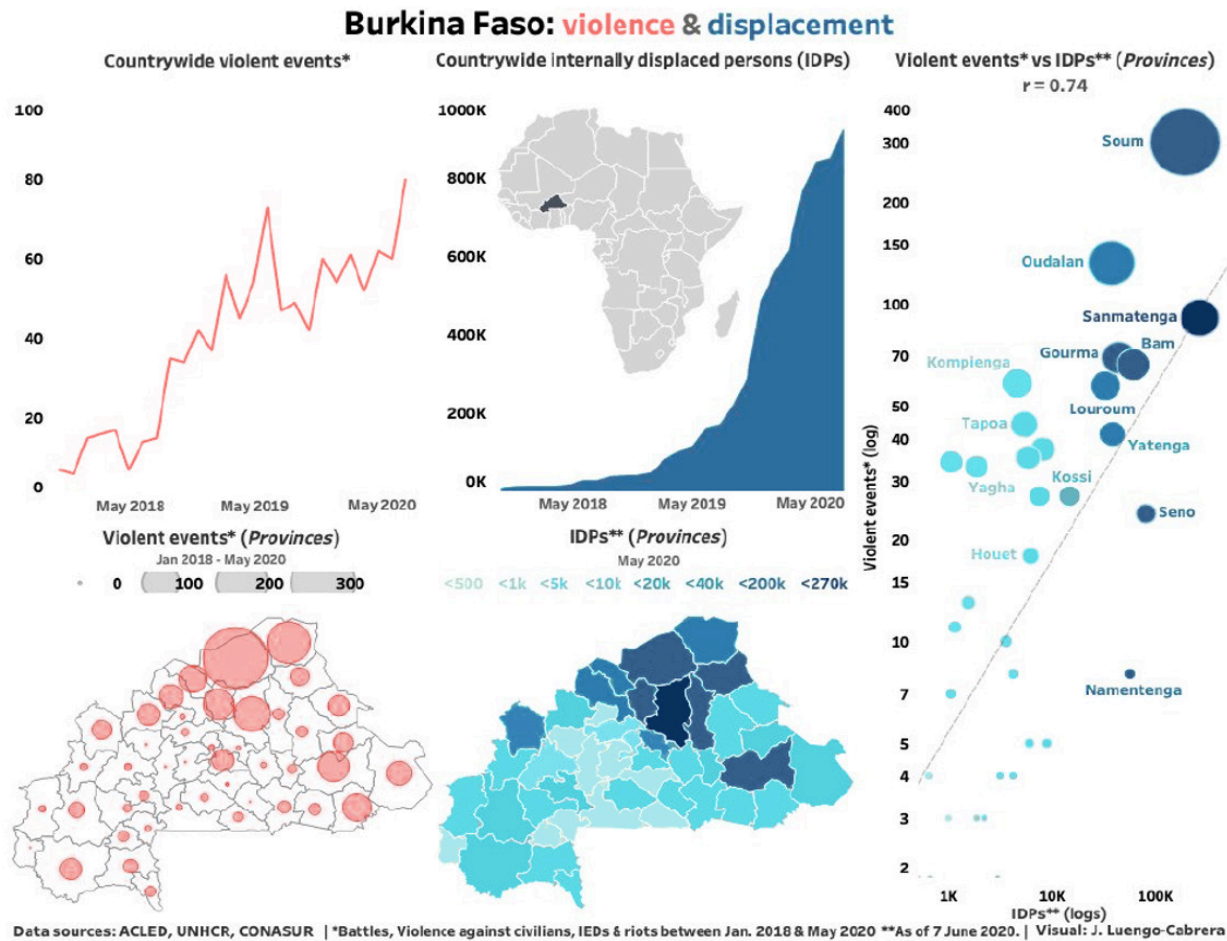 Burkina Faso: violence & displacement
Countrywide violent events*
100
80
60
40
20
0
May 2018 May 2019 May 2020
Countrywide internally displaced persons (IDPs)
1000K
800K
600K
400K
200K
0K
May 2018 May 2019 May 2020
Violent events* vs IDPs** (Provinces)
r = 0.74
400
300
200
150
100
70
50
40
30
20
15
10
7
5
4
3
2
Violent events* (log)
Soum
Oudalan
Sanmatenga
Gourma
Bam
Kompienga
Louroum
Tapoa
Yatenga
Yagha
Kossi
Seno
Houet
Namentenga
1K 10K 100K
IDPs** (logs)
Violent events* (Provinces)
Jan 2018 - May 2020
0 100 200 300
IDPs** (Provinces)
May 2020
<500 <1k <5k <10k <20k <40k <200k <270k
Data sources: ACLED, UNHCR, CONASUR | *Battles, Violence against civilians, IEDs & riots between Jan. 2018 & May 2020 **As of 7 June 2020. | Visual: J. Luengo-Cabrera